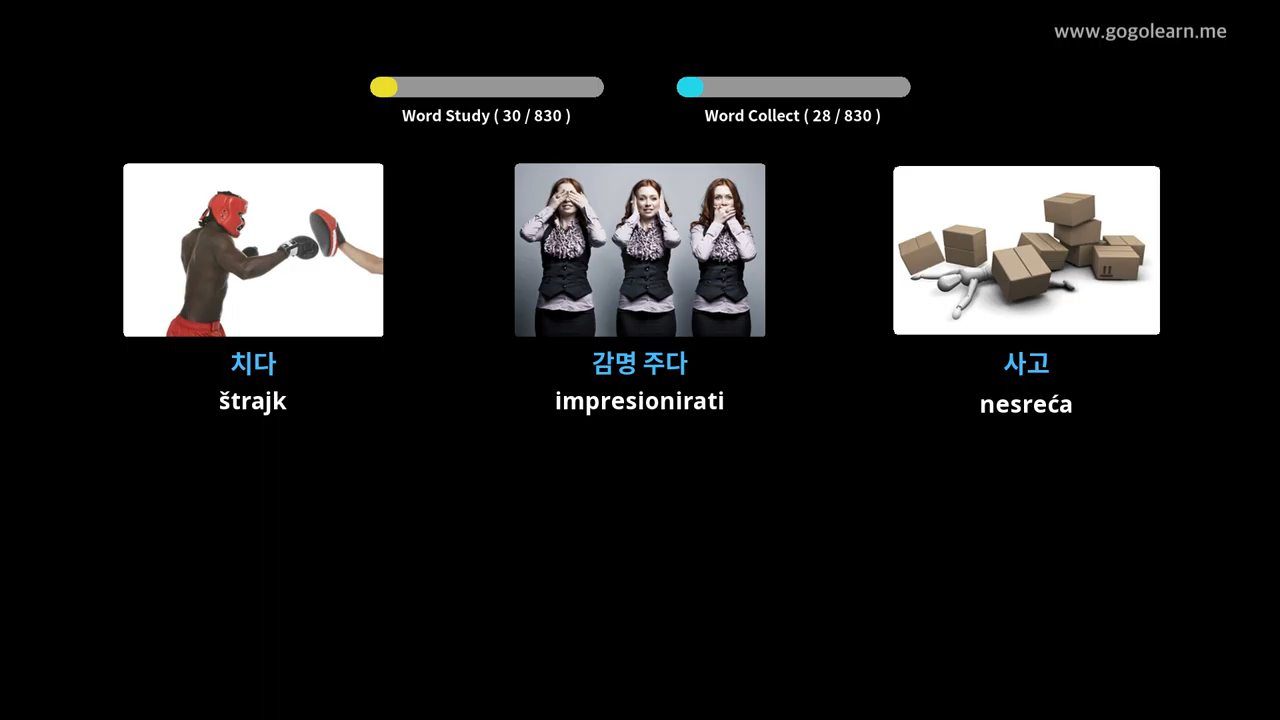 www.gogolearn.me
Word Study ( 30 / 830 )
Word Collect ( 28 / 830 )
치다
감명 주다
사고
štrajk
impresionirati
nesreća